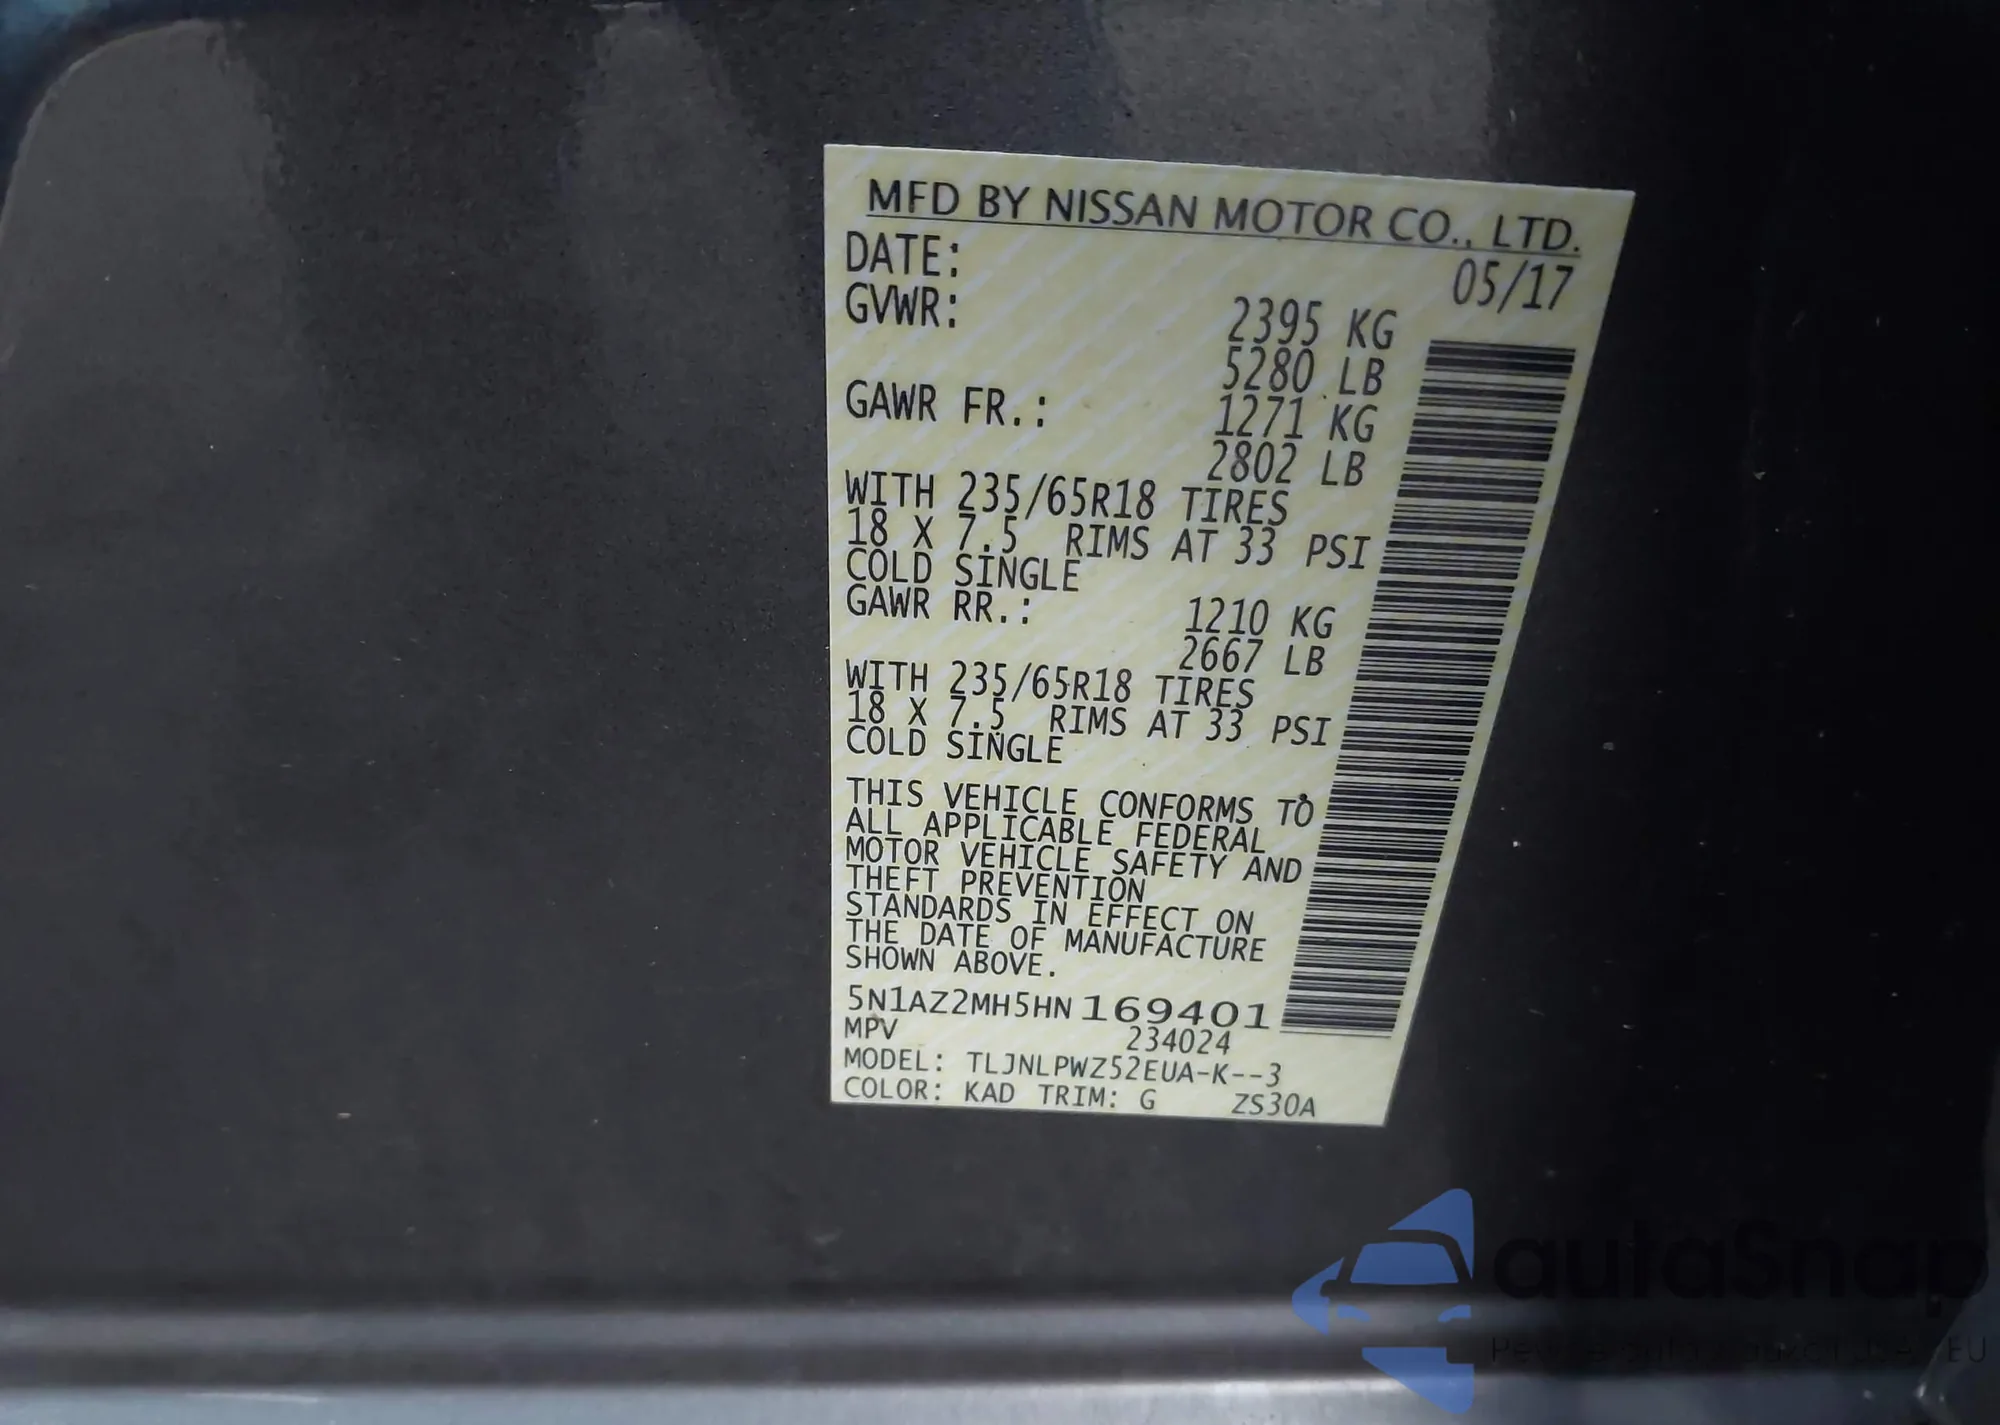 MFD BY NISSAN MOTOR CO., LTD.
DATE: 05/17
GVWR: 2395 KG
5280 LB
GAWR FR.: 1271 KG
2802 LB
WITH 235/65R18 TIRES
18 X 7.5 RIMS AT 33 PSI
COLD SINGLE
GAWR RR.: 1210 KG
2667 LB
WITH 235/65R18 TIRES
18 X 7.5 RIMS AT 33 PSI
COLD SINGLE
THIS VEHICLE CONFORMS TO
ALL APPLICABLE FEDERAL
MOTOR VEHICLE SAFETY AND
THEFT PREVENTION
STANDARDS IN EFFECT ON
THE DATE OF MANUFACTURE
SHOWN ABOVE.
5N1AZ2MH5HN169401
MPV 234024
MODEL: TLJNLPWZ52EUA-K--3
COLOR: KAD TRIM: G ZS30A
autaSnap
EU